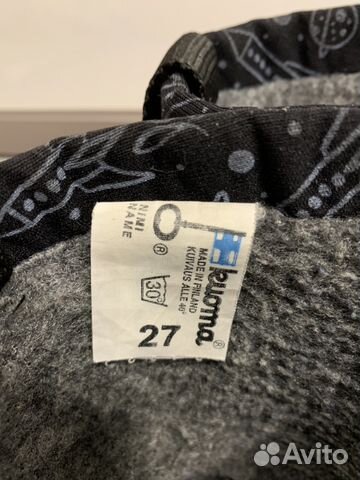 NIMI
NAME
®
kuoma
MADE IN FINLAND
KUIVAUS ALLE 40°
30°
27
Avito